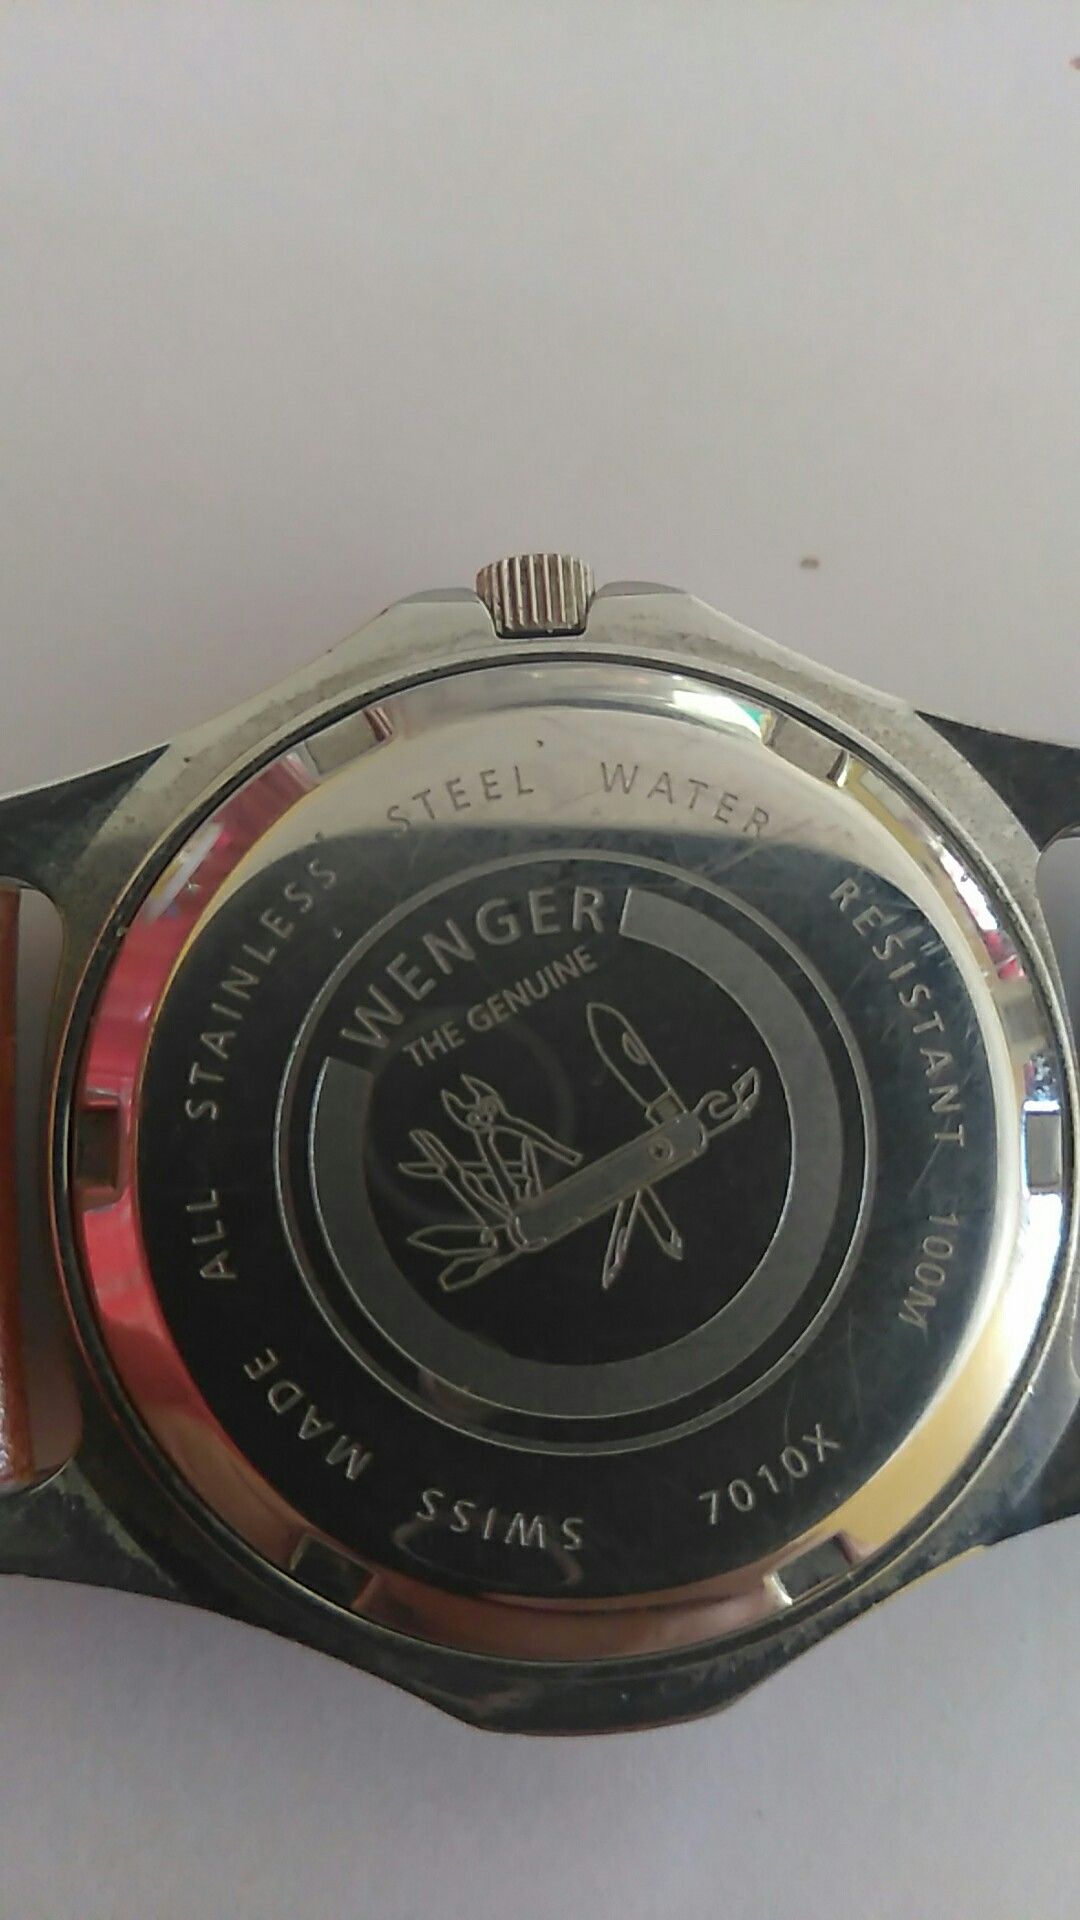 WENGER
THE GENUINE
ALL STAINLESS STEEL WATER RESISTANT 100M
7010X
SWISS MADE